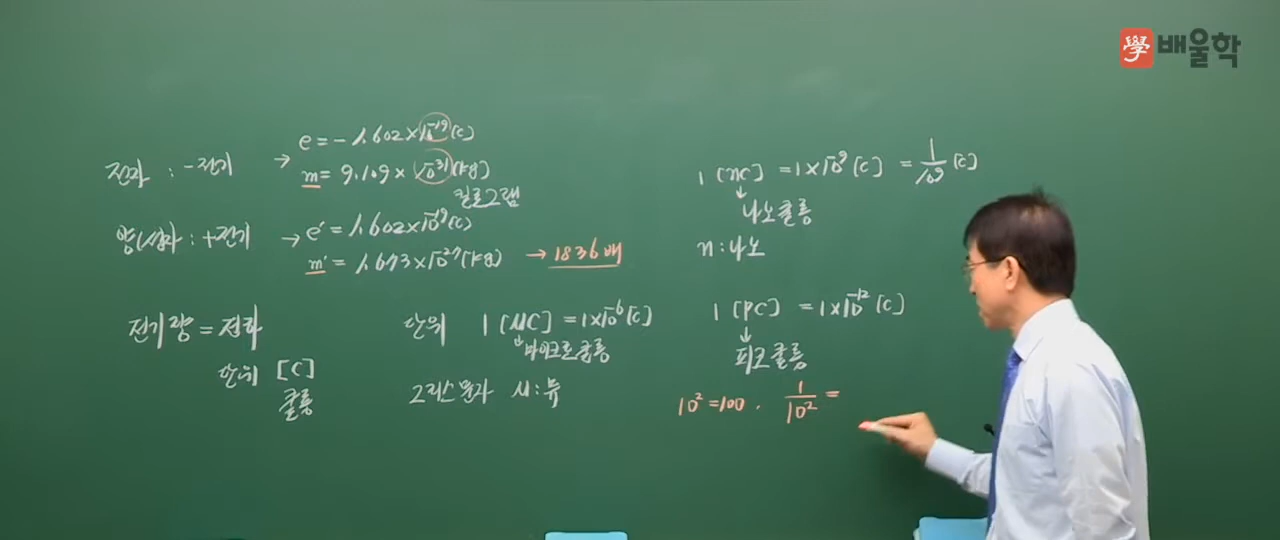 學 배울학
전자 : -전기 → e = -1.602×10⁻¹⁹[C]
m = 9.109×10⁻³¹[kg]
킬로그램
양(성)자 : +전기 → e′ = 1.602×10⁻¹⁹[C]
m′ = 1.673×10⁻²⁷[kg] → 1836배
전기량 = 전하
단위 [C]
쿨롱
단위 1[μC] = 1×10⁻⁶[C]
↓
마이크로쿨롱
그리스문자 μ : 뮤
1[nC] = 1×10⁻⁹[C] = 1/10⁹ [C]
↓
나노쿨롱
n : 나노
1[PC] = 1×10⁻¹²[C]
↓
피코쿨롱
10² = 100 . 1/10² =